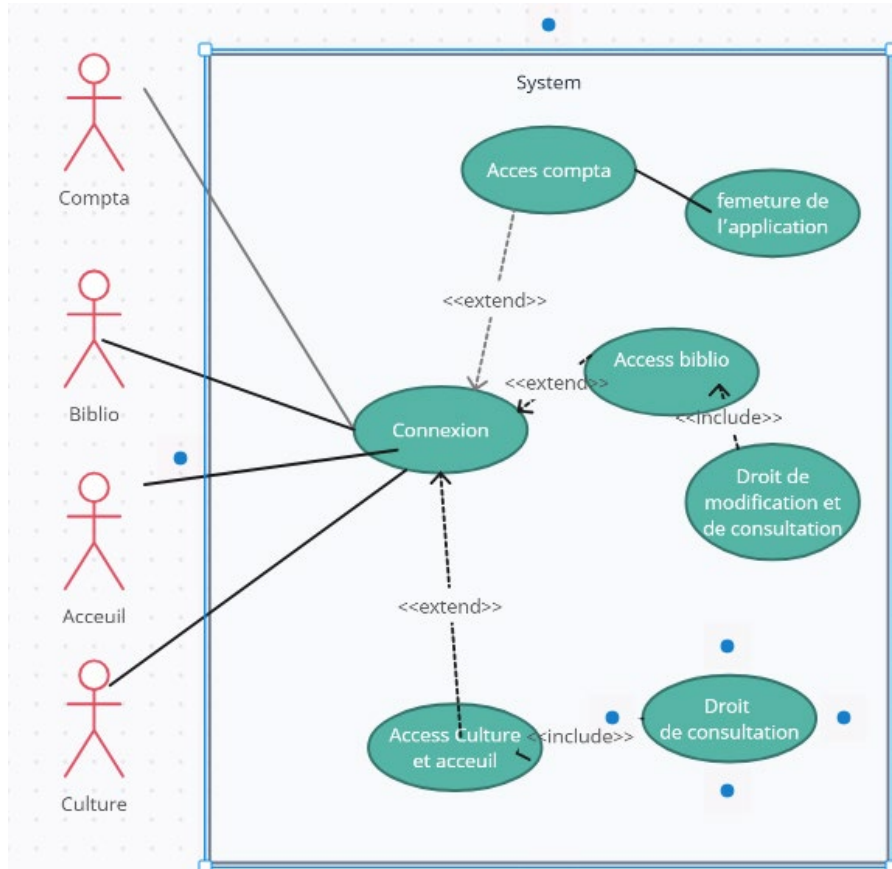 System
Compta
Acces compta
femeture de
l'application
<<extend>>
Biblio
Access biblio
<<extend>>
<<include>>
Connexion
Droit de
modification et
de consultation
Acceuil
<<extend>>
Culture
Access Culture
et acceuil
<<include>>
Droit
de consultation